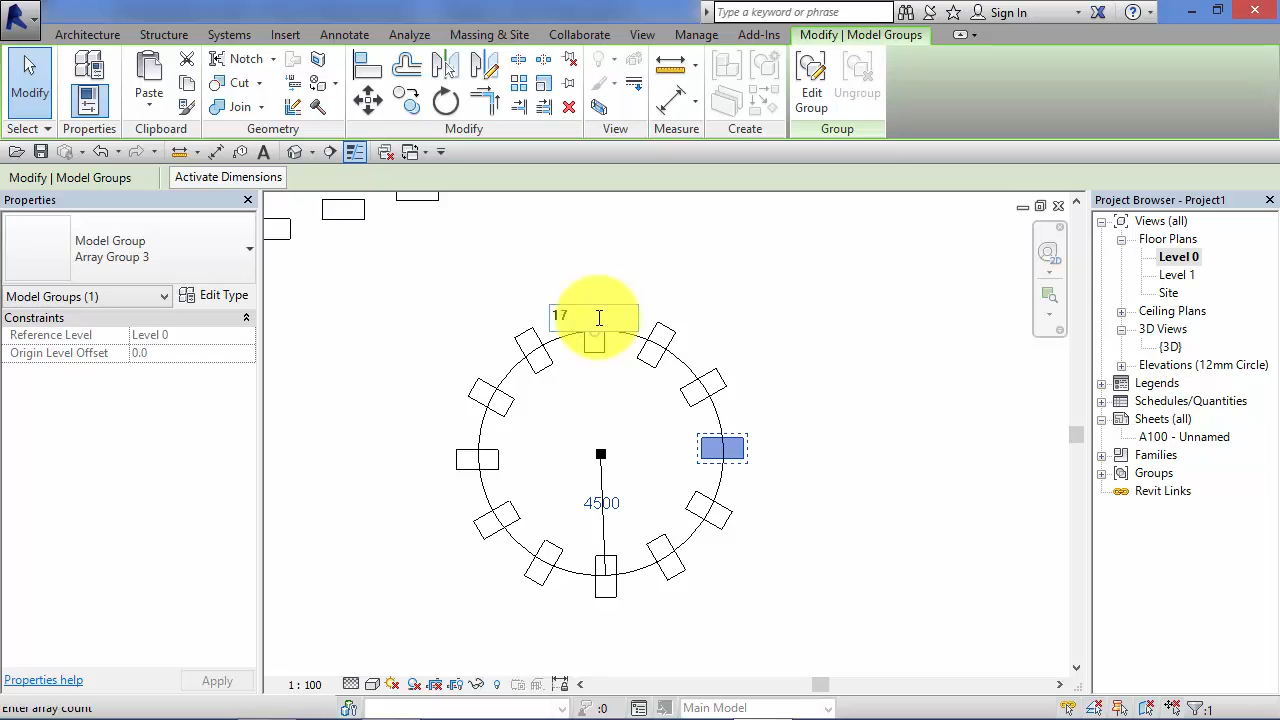 Type a keyword or phrase
Sign In
Architecture Structure Systems Insert Annotate Analyze Massing & Site Collaborate View Manage Add-Ins Modify | Model Groups
Modify
Paste
Notch
Cut
Join
Edit Group
Ungroup
Select Properties Clipboard Geometry Modify View Measure Create Group
Modify | Model Groups
Activate Dimensions
Properties
Model Group
Array Group 3
Model Groups (1)
Edit Type
Constraints
Reference Level Level 0
Origin Level Offset 0.0
Properties help
Apply
17
4500
2D
Project Browser - Project1
Views (all)
Floor Plans
Level 0
Level 1
Site
Ceiling Plans
3D Views
{3D}
Elevations (12mm Circle)
Legends
Schedules/Quantities
Sheets (all)
A100 - Unnamed
Families
Groups
Revit Links
1 : 100
Enter array count
:0
Main Model
:1